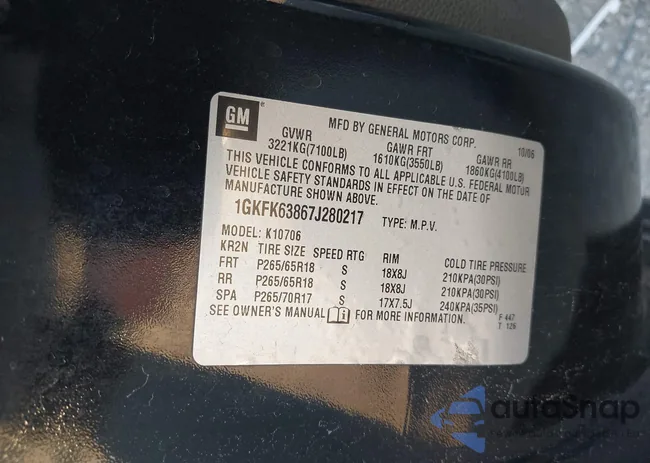 GM
MFD BY GENERAL MOTORS CORP. 10/06
GVWR GAWR FRT GAWR RR
3221KG(7100LB) 1610KG(3550LB) 1860KG(4100LB)
THIS VEHICLE CONFORMS TO ALL APPLICABLE U.S. FEDERAL MOTOR
VEHICLE SAFETY STANDARDS IN EFFECT ON THE DATE OF
MANUFACTURE SHOWN ABOVE.
1GKFK63867J280217 TYPE: M.P.V.
MODEL: K10706
KR2N TIRE SIZE SPEED RTG RIM COLD TIRE PRESSURE
FRT P265/65R18 S 18X8J 210KPA(30PSI)
RR P265/65R18 S 18X8J 210KPA(30PSI)
SPA P265/70R17 S 17X7.5J 240KPA(35PSI)
SEE OWNER'S MANUAL FOR MORE INFORMATION.
F 447
T 126
autoSnap